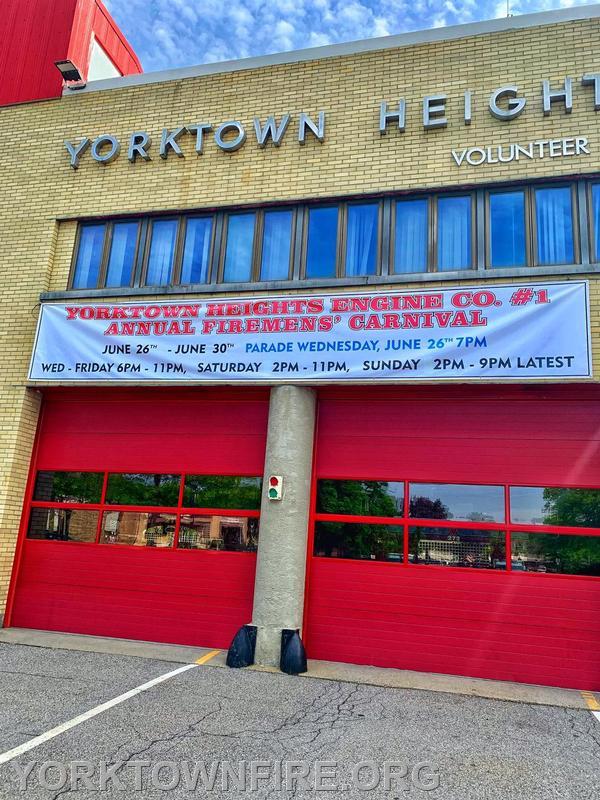 YORKTOWN HEIGHT
VOLUNTEER
YORKTOWN HEIGHTS ENGINE CO. #1
ANNUAL FIREMENS' CARNIVAL
JUNE 26TH - JUNE 30TH PARADE WEDNESDAY, JUNE 26TH 7PM
WED - FRIDAY 6PM - 11PM, SATURDAY 2PM - 11PM, SUNDAY 2PM - 9PM LATEST
273
YORKTOWNFIRE.ORG